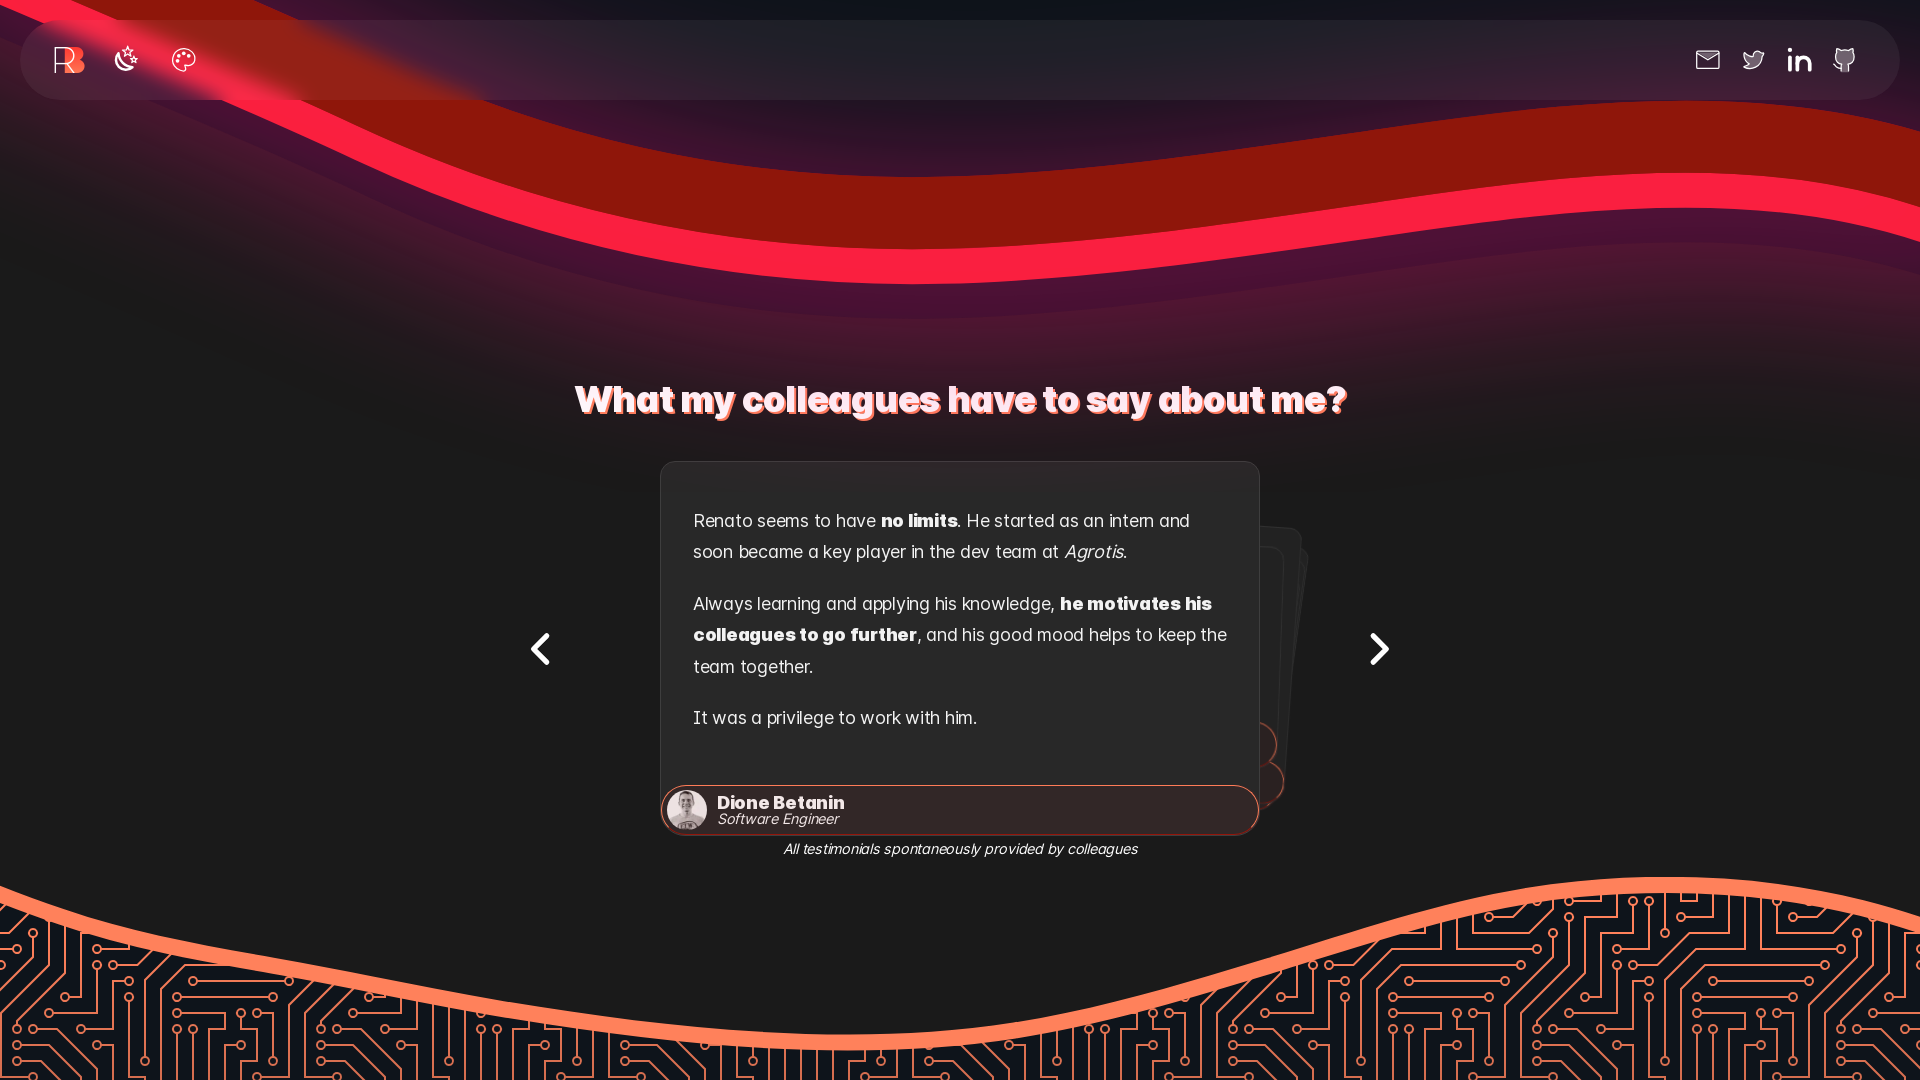 RB
in
What my colleagues have to say about me?
Renato seems to have no limits. He started as an intern and
soon became a key player in the dev team at Agrotis.
Always learning and applying his knowledge, he motivates his
colleagues to go further, and his good mood helps to keep the
team together.
It was a privilege to work with him.
Dione Betanin
Software Engineer
All testimonials spontaneously provided by colleagues